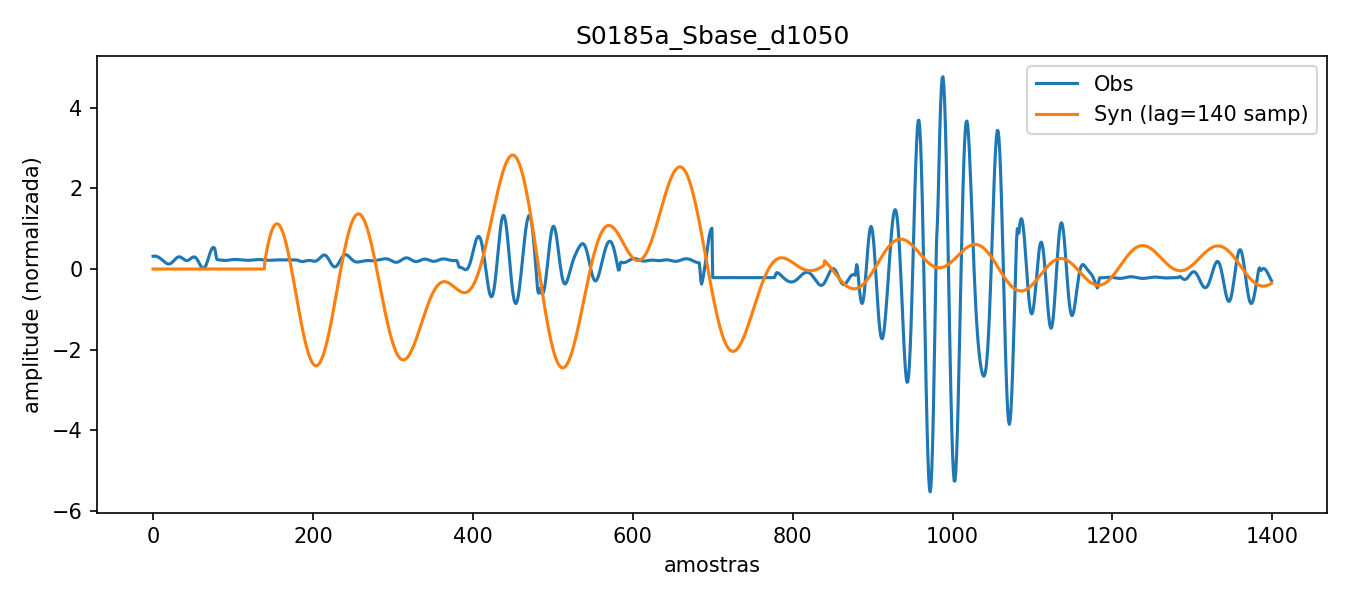 S0185a_Sbase_d1050
Obs
Syn (lag=140 samp)
amplitude (normalizada)
4
2
0
−2
−4
−6
0 200 400 600 800 1000 1200 1400
amostras